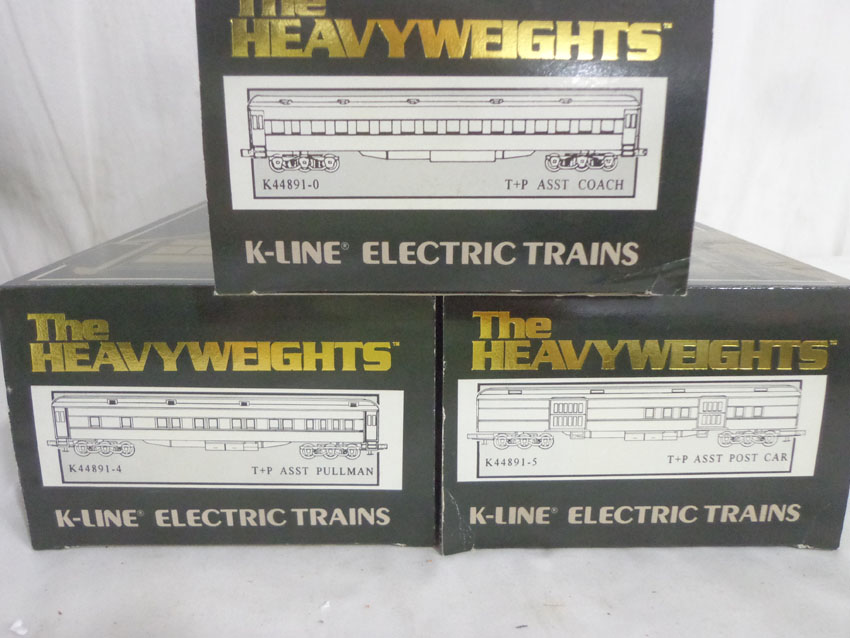 The
HEAVYWEIGHTS™
K44891-0 T+P ASST COACH
K-LINE® ELECTRIC TRAINS
The
HEAVYWEIGHTS™
K44891-4 T+P ASST PULLMAN
K-LINE® ELECTRIC TRAINS
The
HEAVYWEIGHTS™
K44891-5 T+P ASST POST CAR
K-LINE® ELECTRIC TRAINS